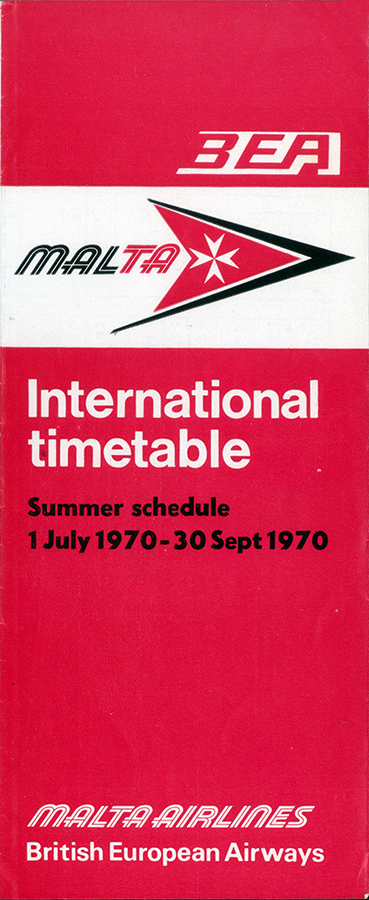 BEA
MALTA
International
timetable
Summer schedule
1 July 1970-30 Sept 1970
MALTA AIRLINES
British European Airways